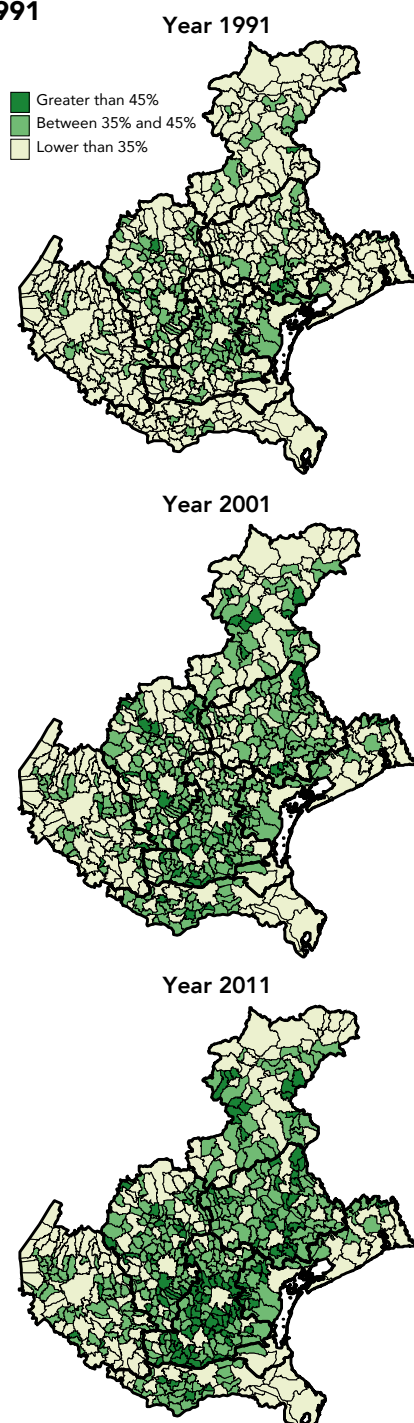 991
Year 1991
Greater than 45%
Between 35% and 45%
Lower than 35%
Year 2001
Year 2011